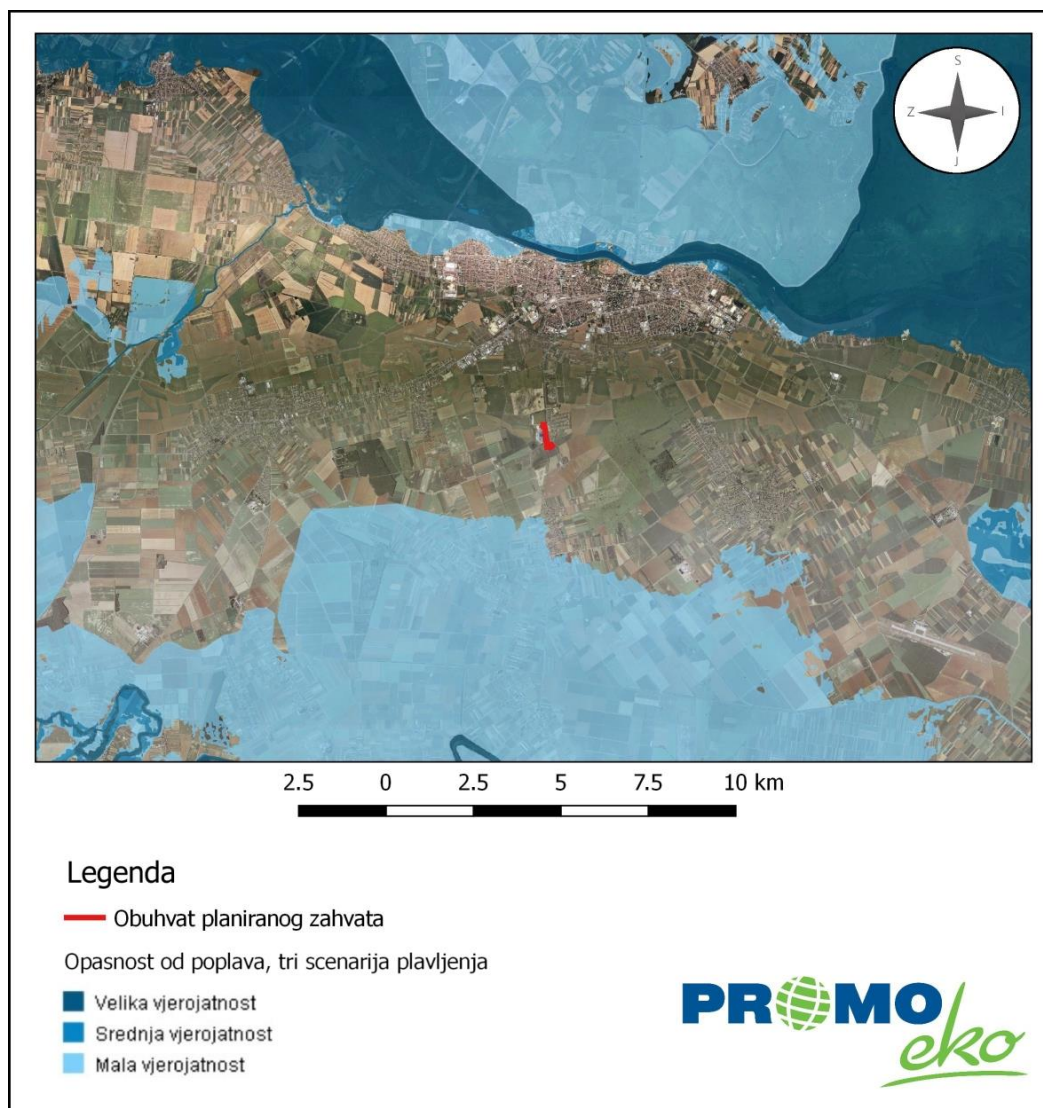 S
Z I
J
2.5 0 2.5 5 7.5 10 km
Legenda
Obuhvat planiranog zahvata
Opasnost od poplava, tri scenarija plavljenja
Velika vjerojatnost
Srednja vjerojatnost
Mala vjerojatnost
PROMO
eko